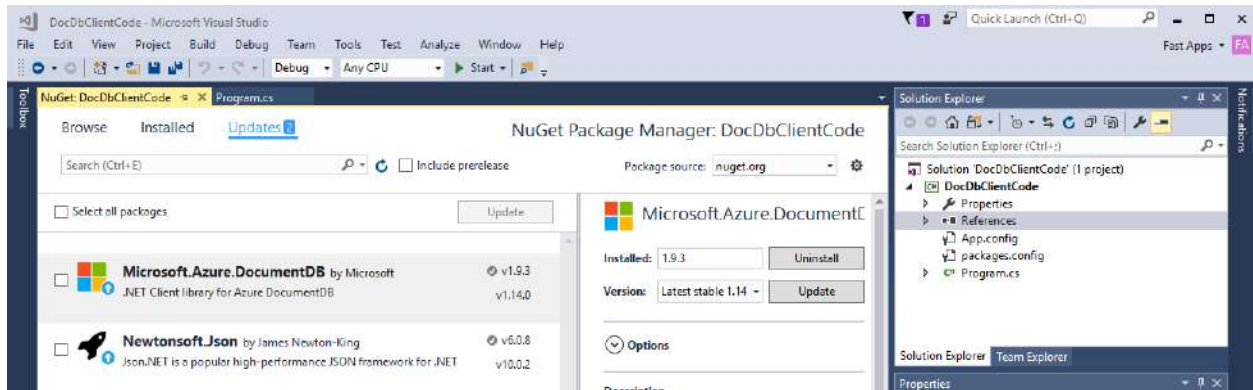 DocDbClientCode - Microsoft Visual Studio
1
Quick Launch (Ctrl+Q)
File Edit View Project Build Debug Team Tools Test Analyze Window Help
Fast Apps FA
Debug Any CPU Start
Toolbox
NuGet: DocDbClientCode Program.cs
Browse Installed Updates 2
NuGet Package Manager: DocDbClientCode
Search (Ctrl+E)
Include prerelease
Package source: nuget.org
Select all packages
Update
Microsoft.Azure.DocumentDB by Microsoft
v1.9.3
.NET Client library for Azure DocumentDB
v1.14.0
Newtonsoft.Json by James Newton-King
v6.0.8
Json.NET is a popular high-performance JSON framework for .NET
v10.0.2
Microsoft.Azure.Document
Installed: 1.9.3
Uninstall
Version: Latest stable 1.14
Update
Options
Description
Solution Explorer
Search Solution Explorer (Ctrl+;)
Solution 'DocDbClientCode' (1 project)
DocDbClientCode
Properties
References
App.config
packages.config
C# Program.cs
Solution Explorer Team Explorer
Properties
Notifications